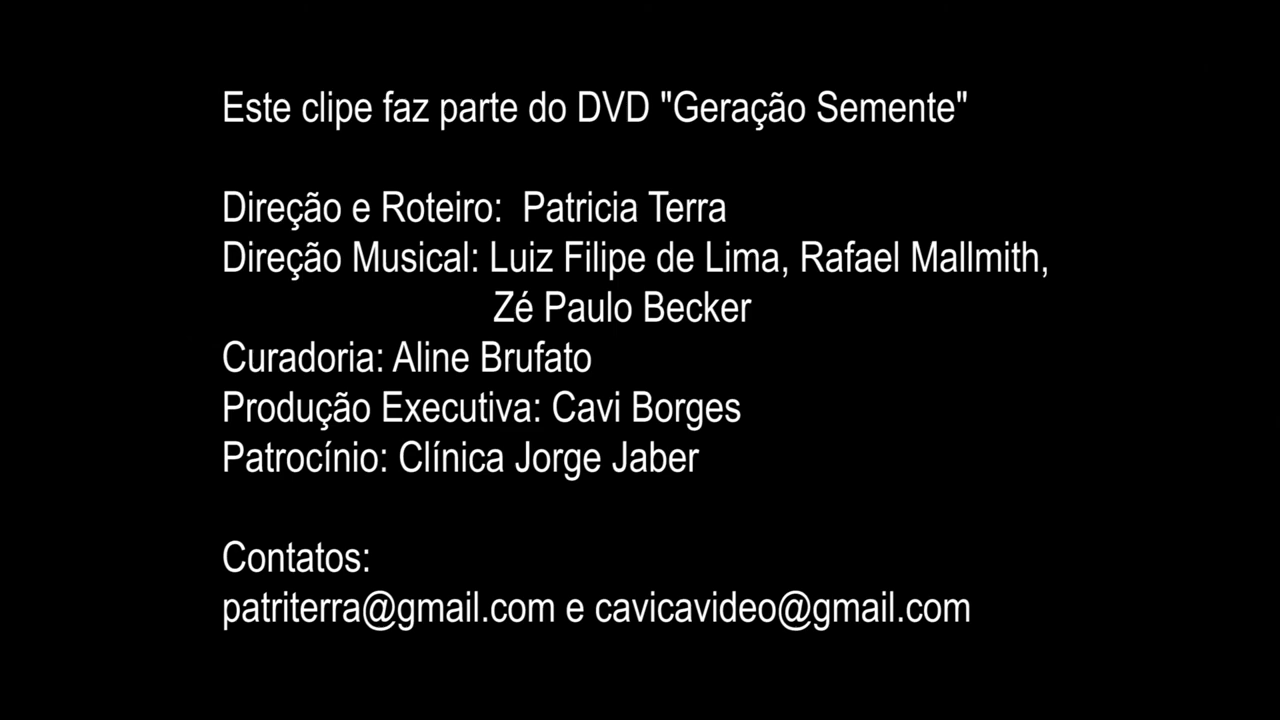 Este clipe faz parte do DVD "Geração Semente"
Direção e Roteiro:  Patricia Terra
Direção Musical: Luiz Filipe de Lima, Rafael Mallmith,
Zé Paulo Becker
Curadoria: Aline Brufato
Produção Executiva: Cavi Borges
Patrocínio: Clínica Jorge Jaber
Contatos:
patriterra@gmail.com e cavicavideo@gmail.com